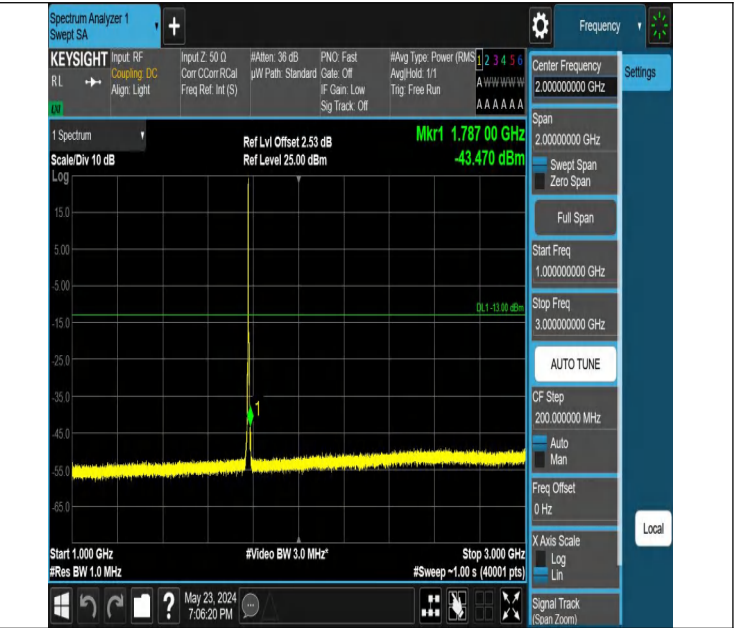 Spectrum Analyzer 1
Swept SA
+
Frequency
KEYSIGHT
RL
Input: RF
Coupling: DC
Align: Light
Input Z: 50 Ω
Corr CCorr RCal
Freq Ref: Int (S)
#Atten: 36 dB
µW Path: Standard
PNO: Fast
Gate: Off
IF Gain: Low
Sig Track: Off
#Avg Type: Power (RMS
Avg|Hold: 1/1
Trig: Free Run
1 2 3 4 5 6
A W W W W W
A A A A A A
1 Spectrum
Scale/Div 10 dB
Log
Ref Lvl Offset 2.53 dB
Ref Level 25.00 dBm
Mkr1 1.787 00 GHz
-43.470 dBm
15.0
5.00
-5.00
-15.0
-25.0
-35.0
-45.0
-55.0
-65.0
DL1 -13.00 dBm
1
Start 1.000 GHz
#Res BW 1.0 MHz
#Video BW 3.0 MHz*
Stop 3.000 GHz
#Sweep ~1.00 s (40001 pts)
Center Frequency
2.000000000 GHz
Settings
Span
2.00000000 GHz
Swept Span
Zero Span
Full Span
Start Freq
1.000000000 GHz
Stop Freq
3.000000000 GHz
AUTO TUNE
CF Step
200.000000 MHz
Auto
Man
Freq Offset
0 Hz
X Axis Scale
Log
Lin
Local
Signal Track
(Span Zoom)
?
May 23, 2024
7:06:20 PM